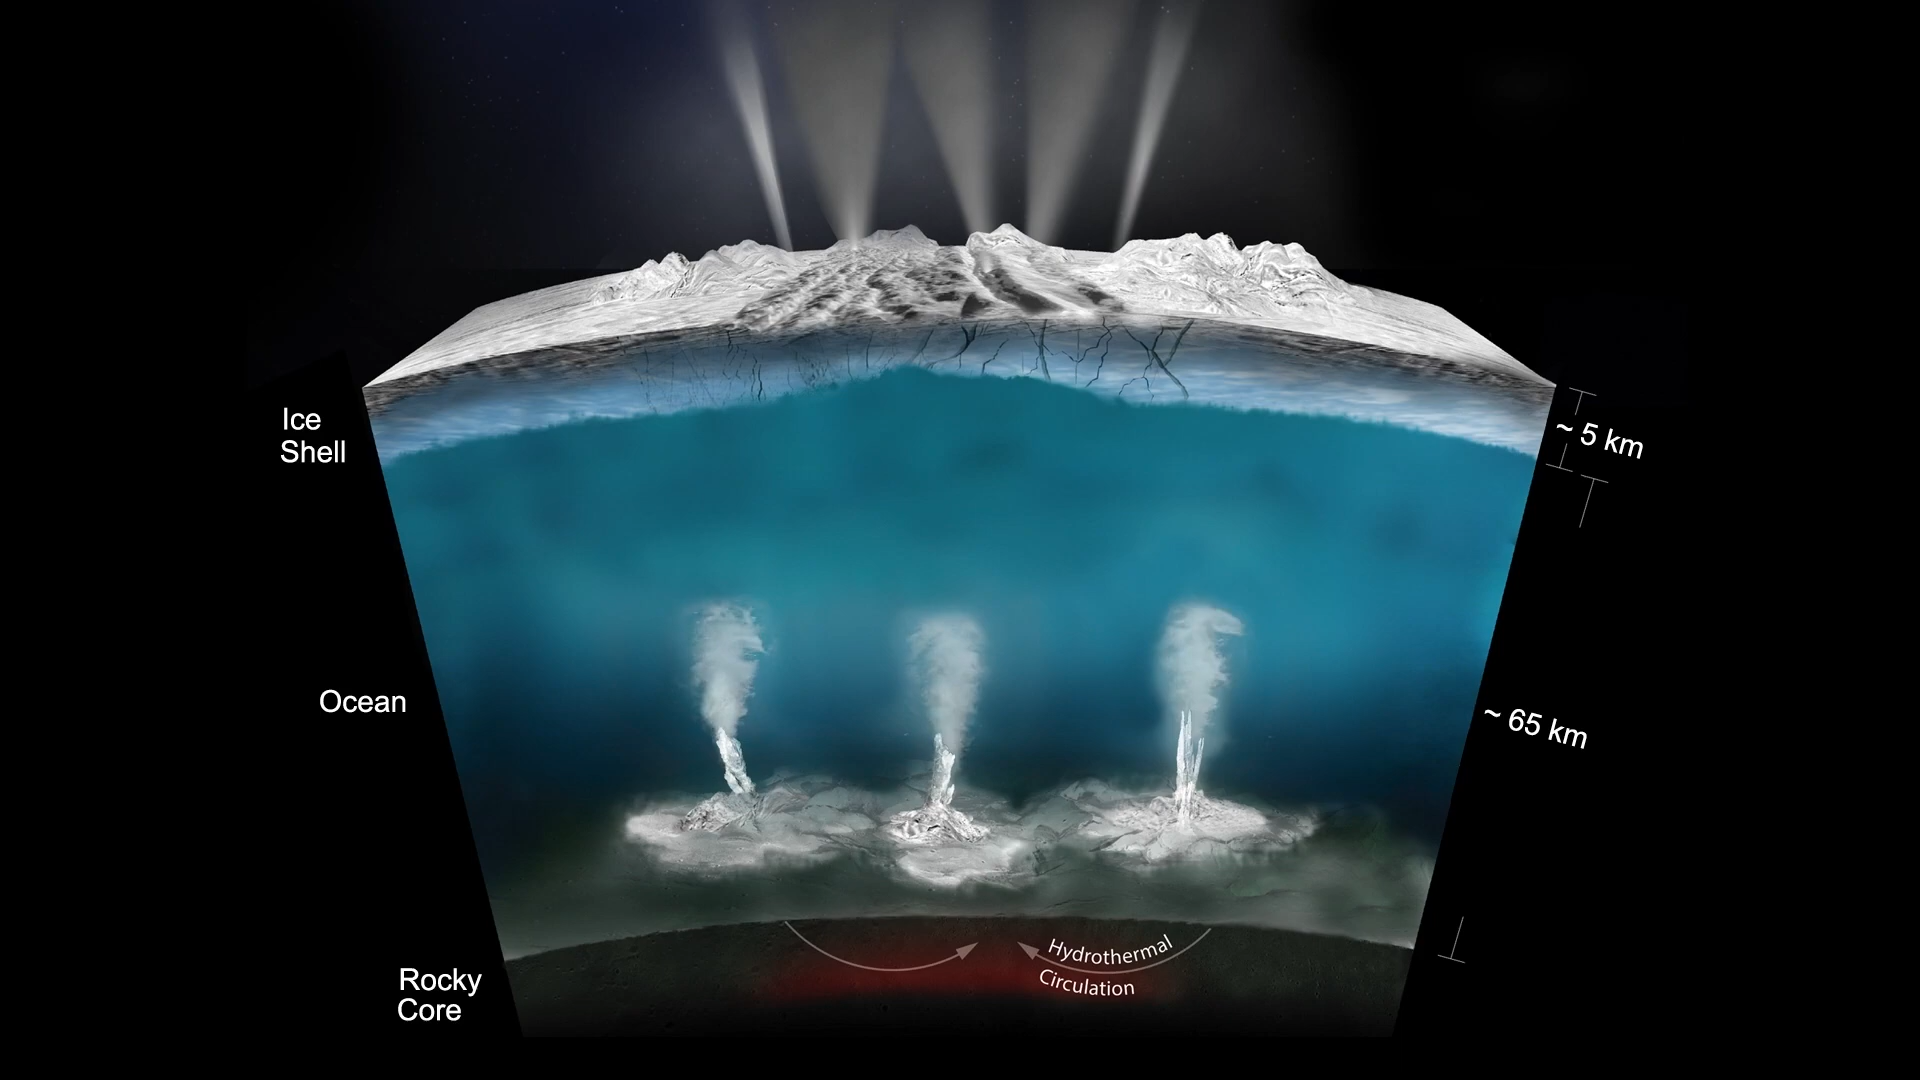 Ice
Shell
~ 5 km
Ocean
~ 65 km
Hydrothermal
Circulation
Rocky
Core